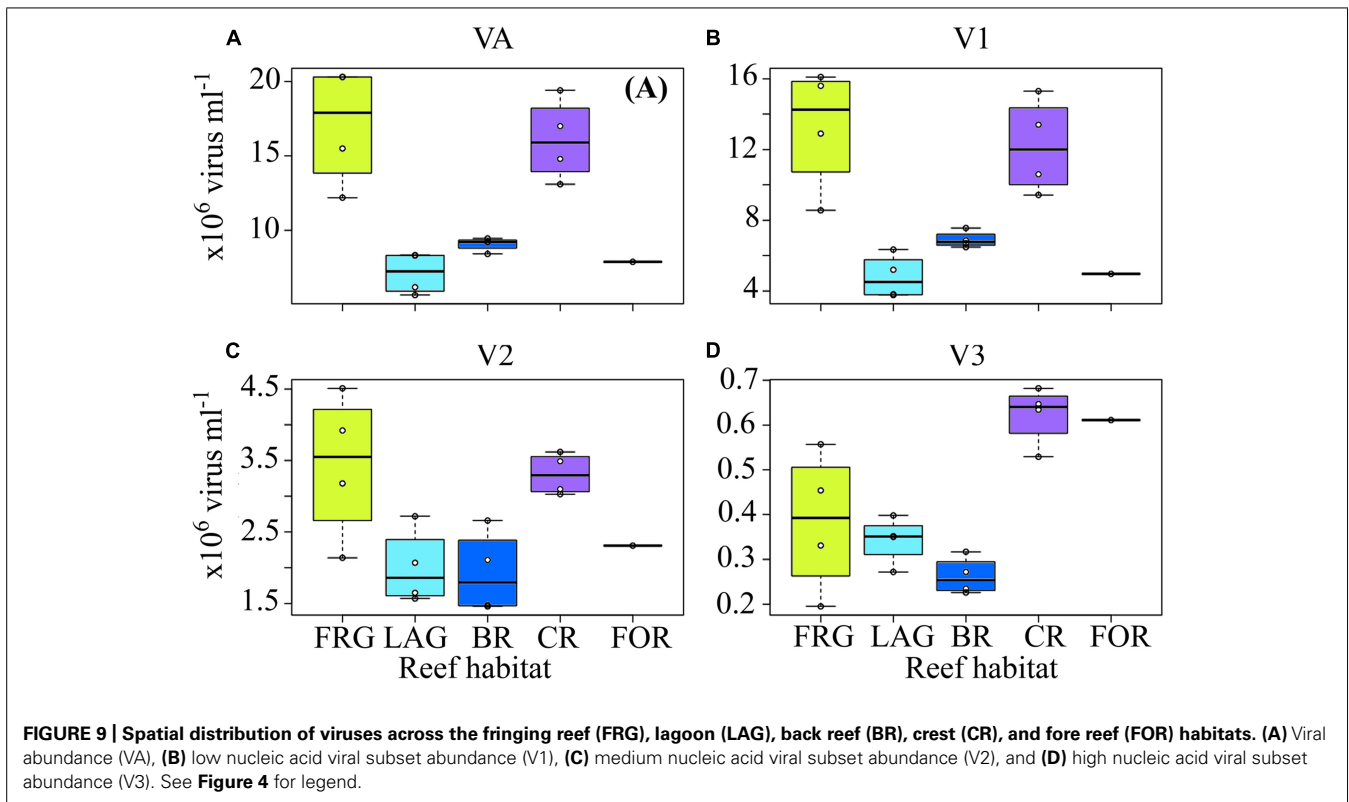 A
VA
(A)
x10⁶ virus ml⁻¹
20
15
10
B
V1
16
12
8
4
C
V2
x10⁶ virus ml⁻¹
4.5
3.5
2.5
1.5
FRG LAG BR CR FOR
Reef habitat
D
V3
0.7
0.6
0.5
0.4
0.3
0.2
FRG LAG BR CR FOR
Reef habitat
FIGURE 9 | Spatial distribution of viruses across the fringing reef (FRG), lagoon (LAG), back reef (BR), crest (CR), and fore reef (FOR) habitats. (A) Viral
abundance (VA), (B) low nucleic acid viral subset abundance (V1), (C) medium nucleic acid viral subset abundance (V2), and (D) high nucleic acid viral subset
abundance (V3). See Figure 4 for legend.